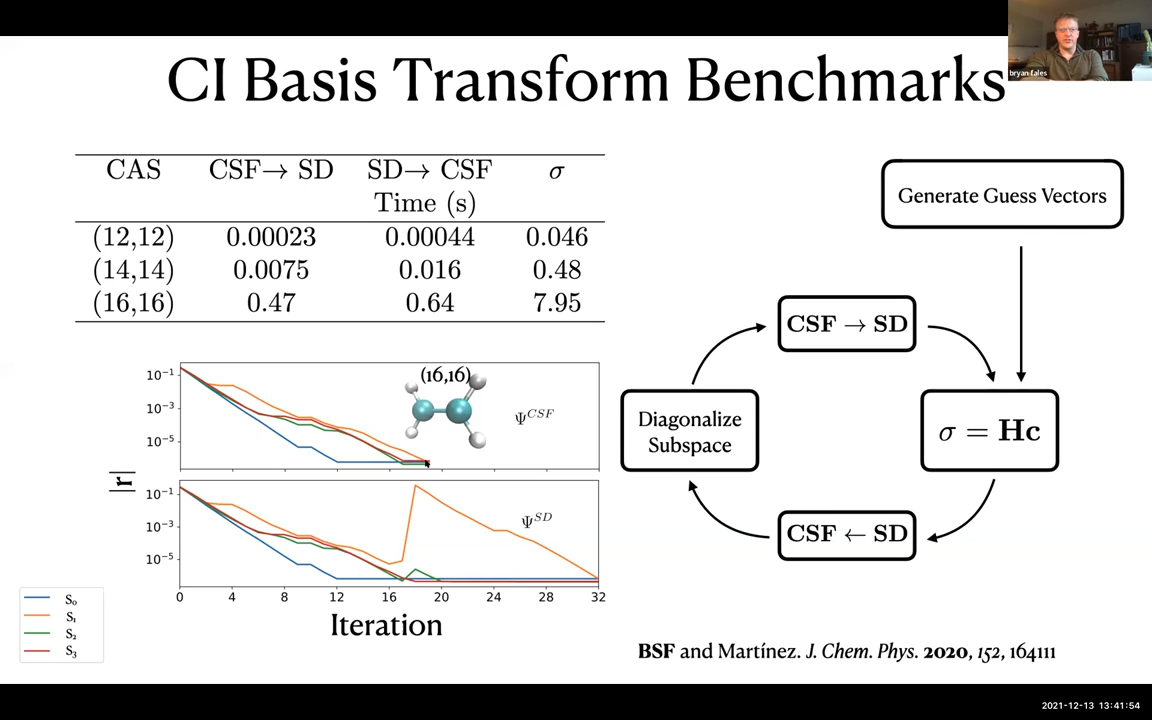 CI Basis Transform Benchmarks
bryan fales
CAS CSF→ SD SD→ CSF σ
Time (s)
(12,12) 0.00023 0.00044 0.046
(14,14) 0.0075 0.016 0.48
(16,16) 0.47 0.64 7.95
Generate Guess Vectors
CSF → SD
Diagonalize
Subspace
σ = Hc
CSF ← SD
(16,16)
10⁻¹
10⁻³
10⁻⁵
Ψ^CSF
|r|
10⁻¹
10⁻³
10⁻⁵
Ψ^SD
0 4 8 12 16 20 24 28 32
Iteration
S₀
S₁
S₂
S₃
BSF and Martínez. J. Chem. Phys. 2020, 152, 164111
2021-12-13 13:41:54